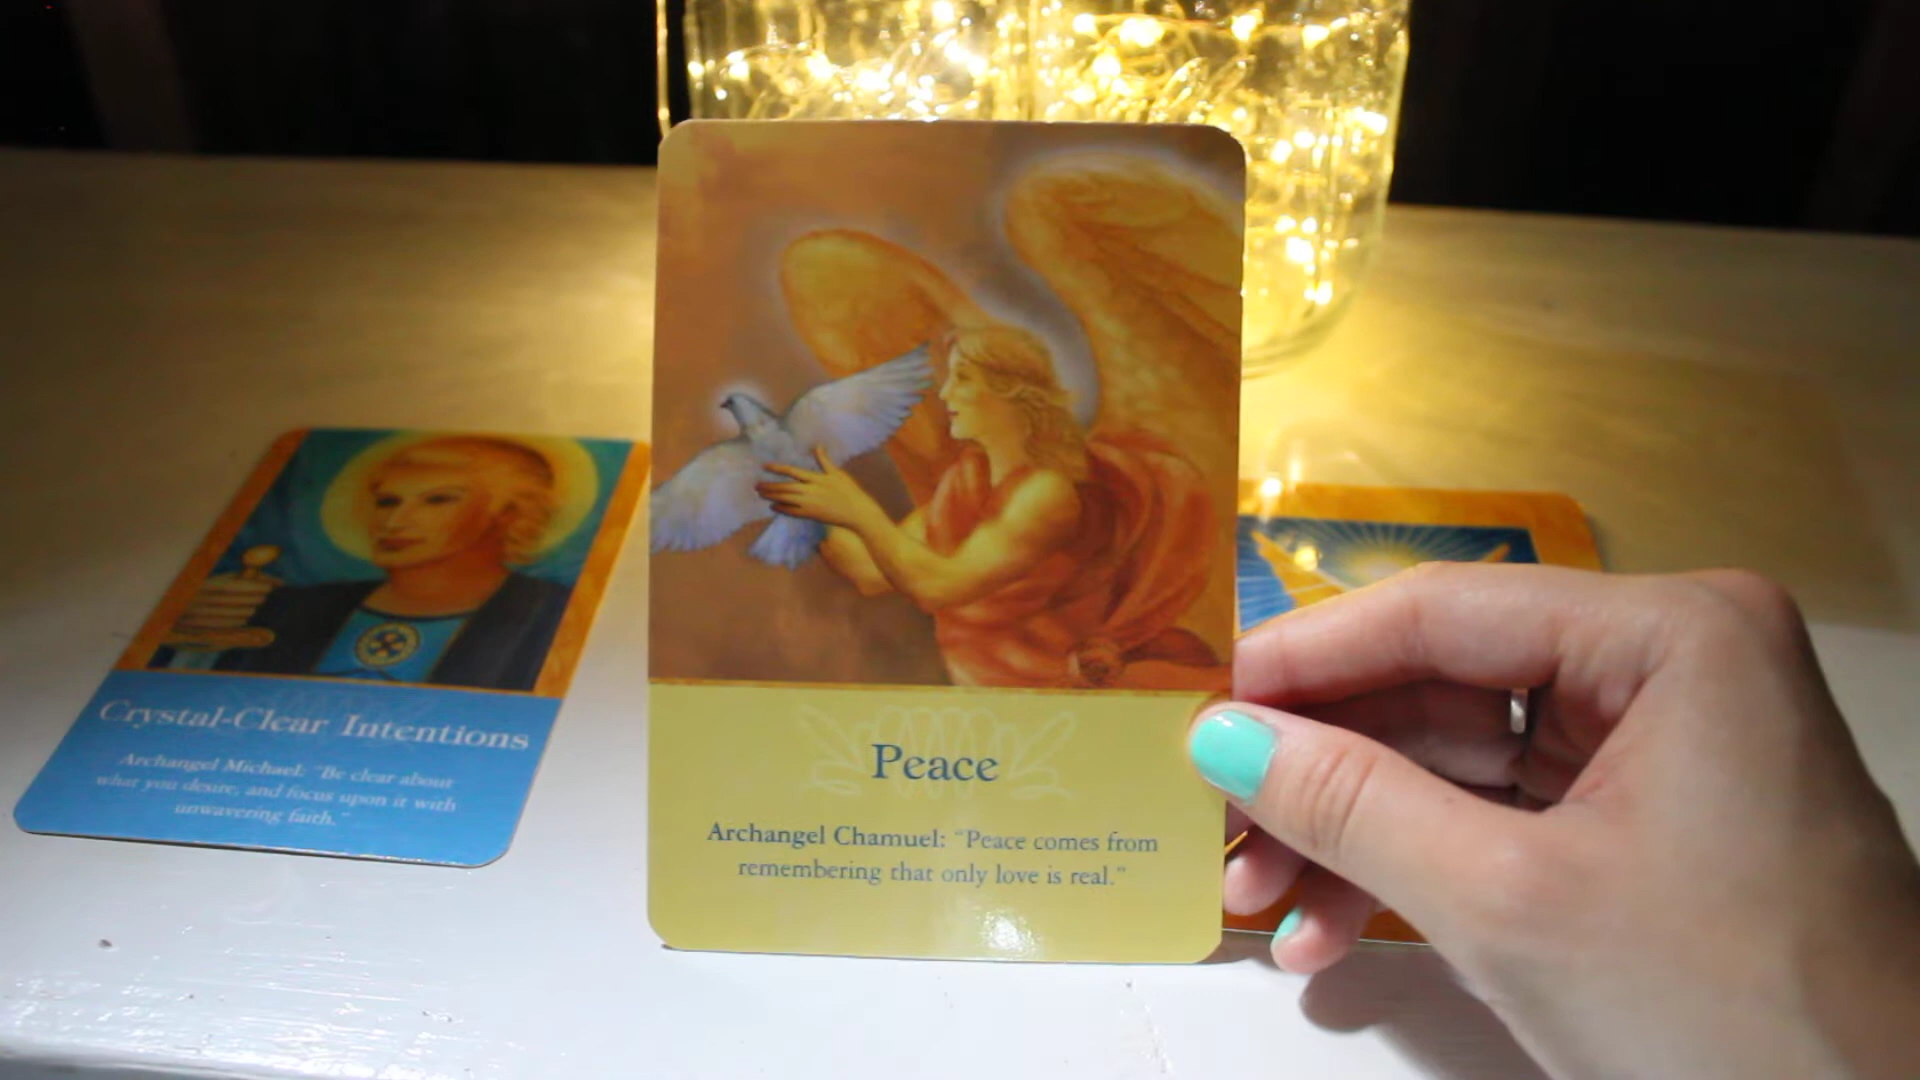 Crystal-Clear Intentions
Archangel Michael: "Be clear about
what you desire, and focus upon it with
unwavering faith."
Peace
Archangel Chamuel: "Peace comes from
remembering that only love is real."